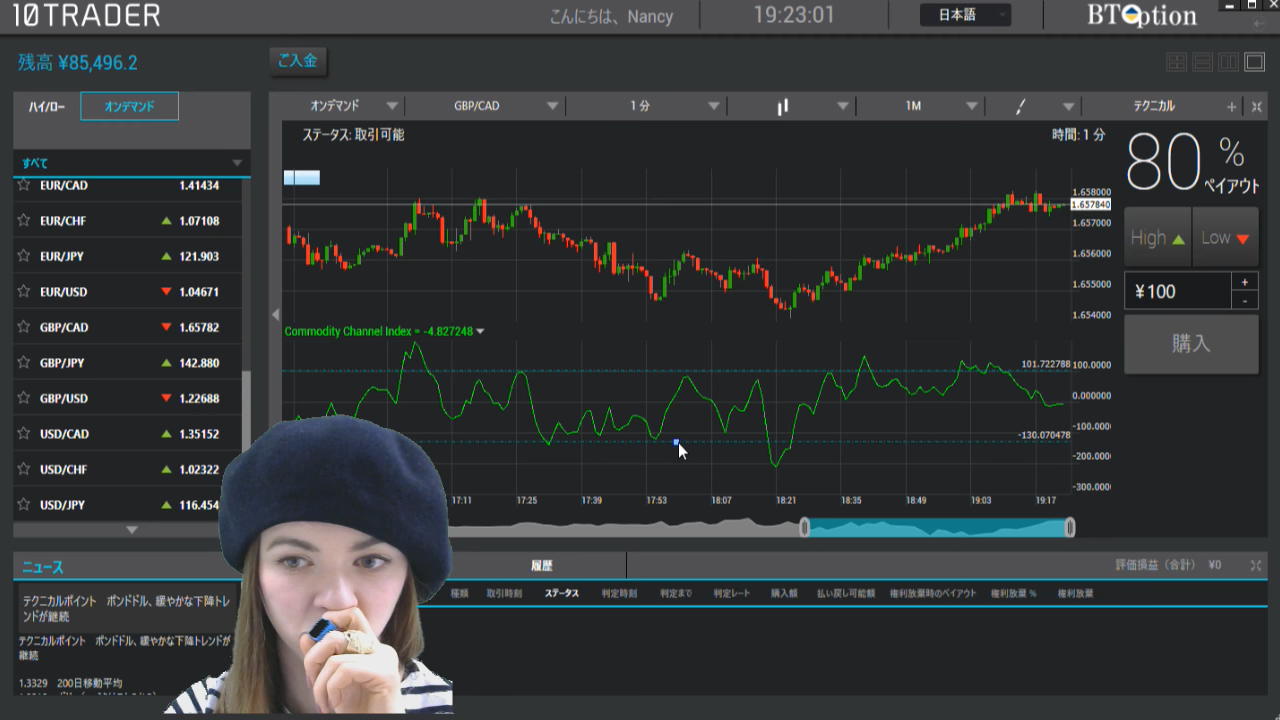 10TRADER
こんにちは、Nancy
19:23:01
日本語
BTOption
残高 ¥85,496.2
ご入金
ハイ/ロー
オンデマンド
すべて
EUR/CAD 1.41434
EUR/CHF 1.07108
EUR/JPY 121.903
EUR/USD 1.04671
GBP/CAD 1.65782
GBP/JPY 142.880
GBP/USD 1.22688
USD/CAD 1.35152
USD/CHF 1.02322
USD/JPY 116.454
オンデマンド
GBP/CAD
1 分
1M
テクニカル
ステータス: 取引可能
時間: 1 分
1.658000
1.657840
1.657000
1.656000
1.655000
1.654000
Commodity Channel Index = -4.827248
101.722788
100.0000
0.000000
-100.000
-130.070478
-200.000
-300.000
17:11 17:25 17:39 17:53 18:07 18:21 18:35 18:49 19:03 19:17
80 %
ペイアウト
High
Low
¥100
+
-
購入
ニュース
テクニカルポイント ポンドドル、緩やかな下降トレ
ンドが継続
テクニカルポイント ポンドドル、緩やかな下降トレンドが
継続
1.3329 200日移動平均
履歴
評価損益（合計） ¥0
種類 取引時刻 ステータス 判定時刻 判定まで 判定レート 購入額 払い戻し可能額 権利放棄時のペイアウト 権利放棄 % 権利放棄